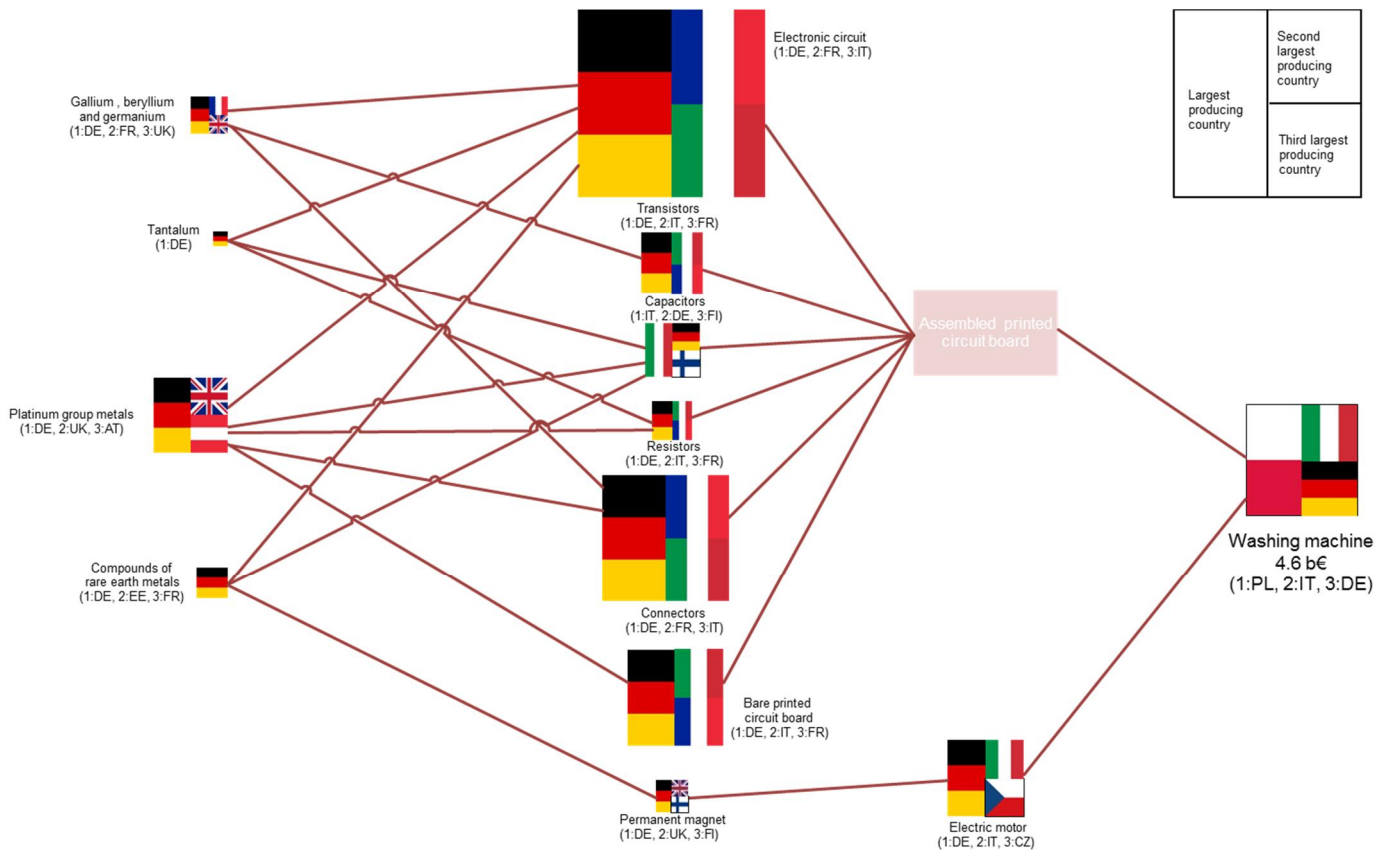 Electronic circuit
(1:DE, 2:FR, 3:IT)
Largest
producing
country
Second
largest
producing
country
Third largest
producing
country
Gallium , beryllium
and germanium
(1:DE, 2:FR, 3:UK)
Transistors
(1:DE, 2:IT, 3:FR)
Tantalum
(1:DE)
Capacitors
(1:IT, 2:DE, 3:FI)
Assembled printed
circuit board
Platinum group metals
(1:DE, 2:UK, 3:AT)
Resistors
(1:DE, 2:IT, 3:FR)
Washing machine
4.6 b€
(1:PL, 2:IT, 3:DE)
Compounds of
rare earth metals
(1:DE, 2:EE, 3:FR)
Connectors
(1:DE, 2:FR, 3:IT)
Bare printed
circuit board
(1:DE, 2:IT, 3:FR)
Permanent magnet
(1:DE, 2:UK, 3:FI)
Electric motor
(1:DE, 2:IT, 3:CZ)